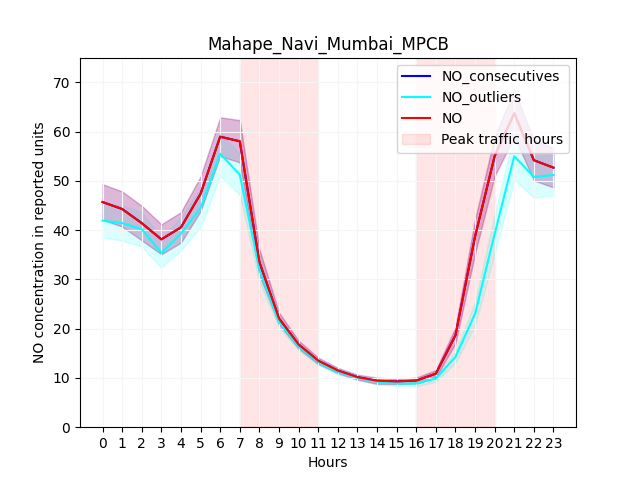 Mahape_Navi_Mumbai_MPCB
NO_consecutives
NO_outliers
NO
Peak traffic hours
NO concentration in reported units
70
60
50
40
30
20
10
0
0 1 2 3 4 5 6 7 8 9 10 11 12 13 14 15 16 17 18 19 20 21 22 23
Hours